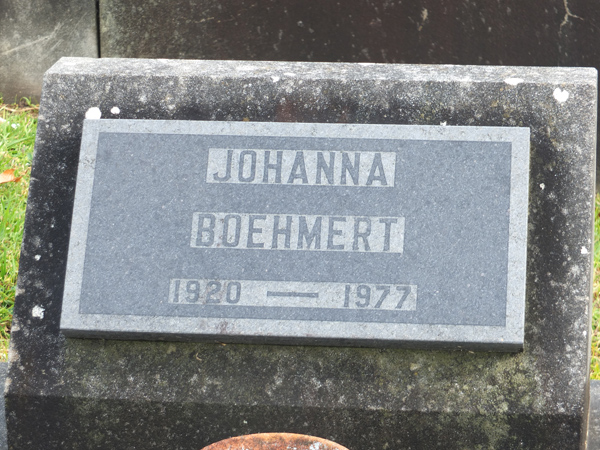 JOHANNA
BOEHMERT
1920 — 1977